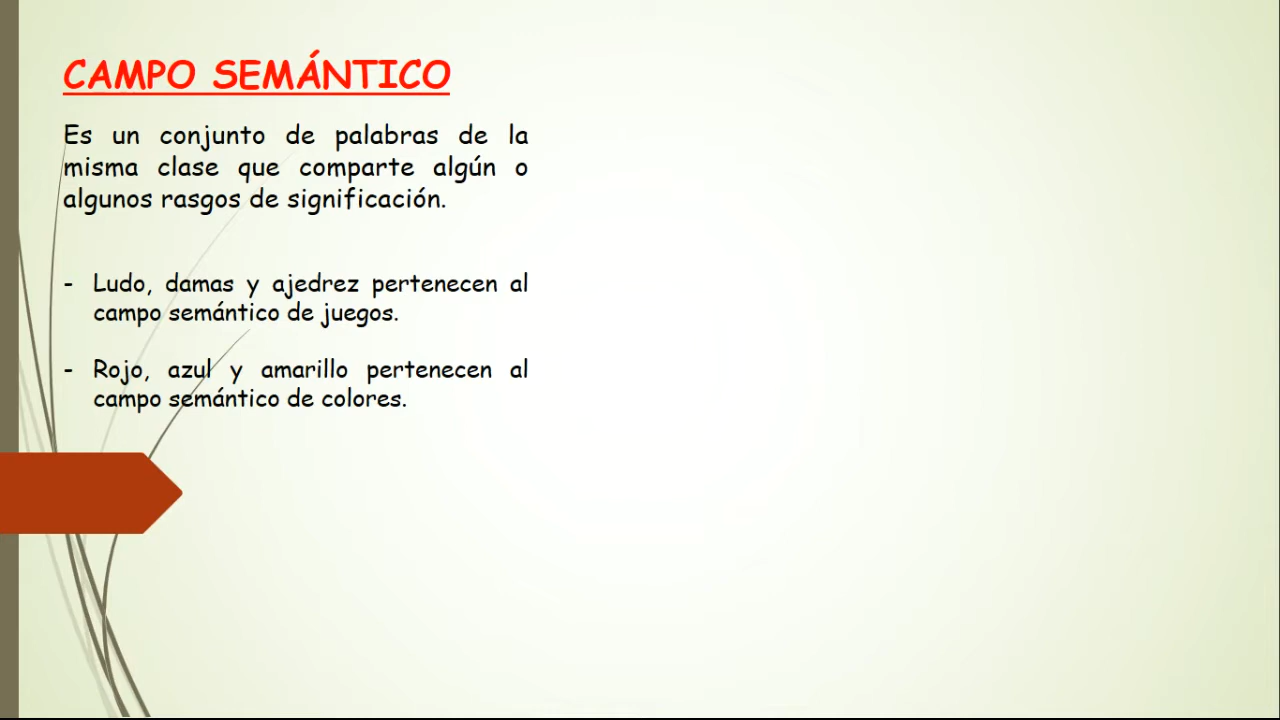 CAMPO SEMÁNTICO
Es un conjunto de palabras de la
misma clase que comparte algún o
algunos rasgos de significación.
- Ludo, damas y ajedrez pertenecen al
campo semántico de juegos.
- Rojo, azul y amarillo pertenecen al
campo semántico de colores.